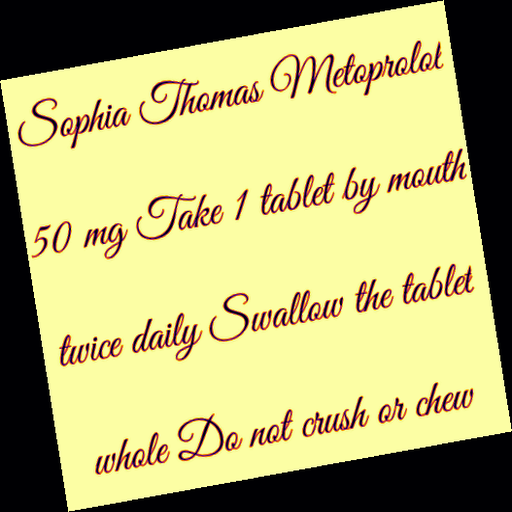 Sophia Thomas Metoprolol
50 mg Take 1 tablet by mouth
twice daily Swallow the tablet
whole Do not crush or chew